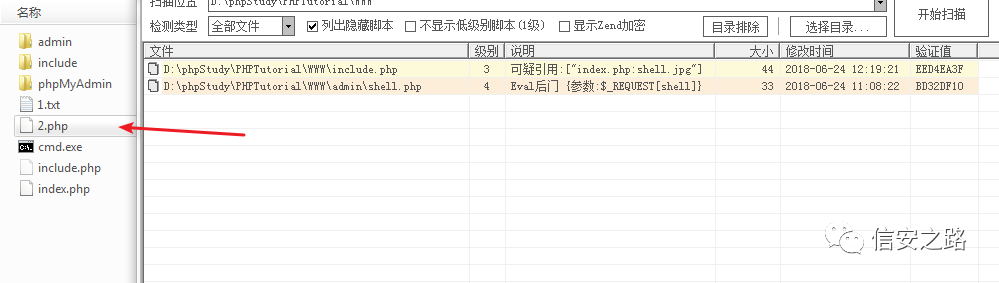 名称
admin
include
phpMyAdmin
1.txt
2.php
cmd.exe
include.php
index.php
扫描位置 D:\phpStudy\PHPTutorial\WWW
开始扫描
检测类型 全部文件 列出隐藏脚本 不显示低级别脚本(1级) 显示Zend加密 目录排除 选择目录...
文件 级别 说明 大小 修改时间 验证值
D:\phpStudy\PHPTutorial\WWW\include.php 3 可疑引用:["index.php:shell.jpg"] 44 2018-06-24 12:19:21 EED4EA3F
D:\phpStudy\PHPTutorial\WWW\admin\shell.php 4 Eval后门 {参数:$_REQUEST[shell]} 33 2018-06-24 11:08:22 BD32DF10
信安之路